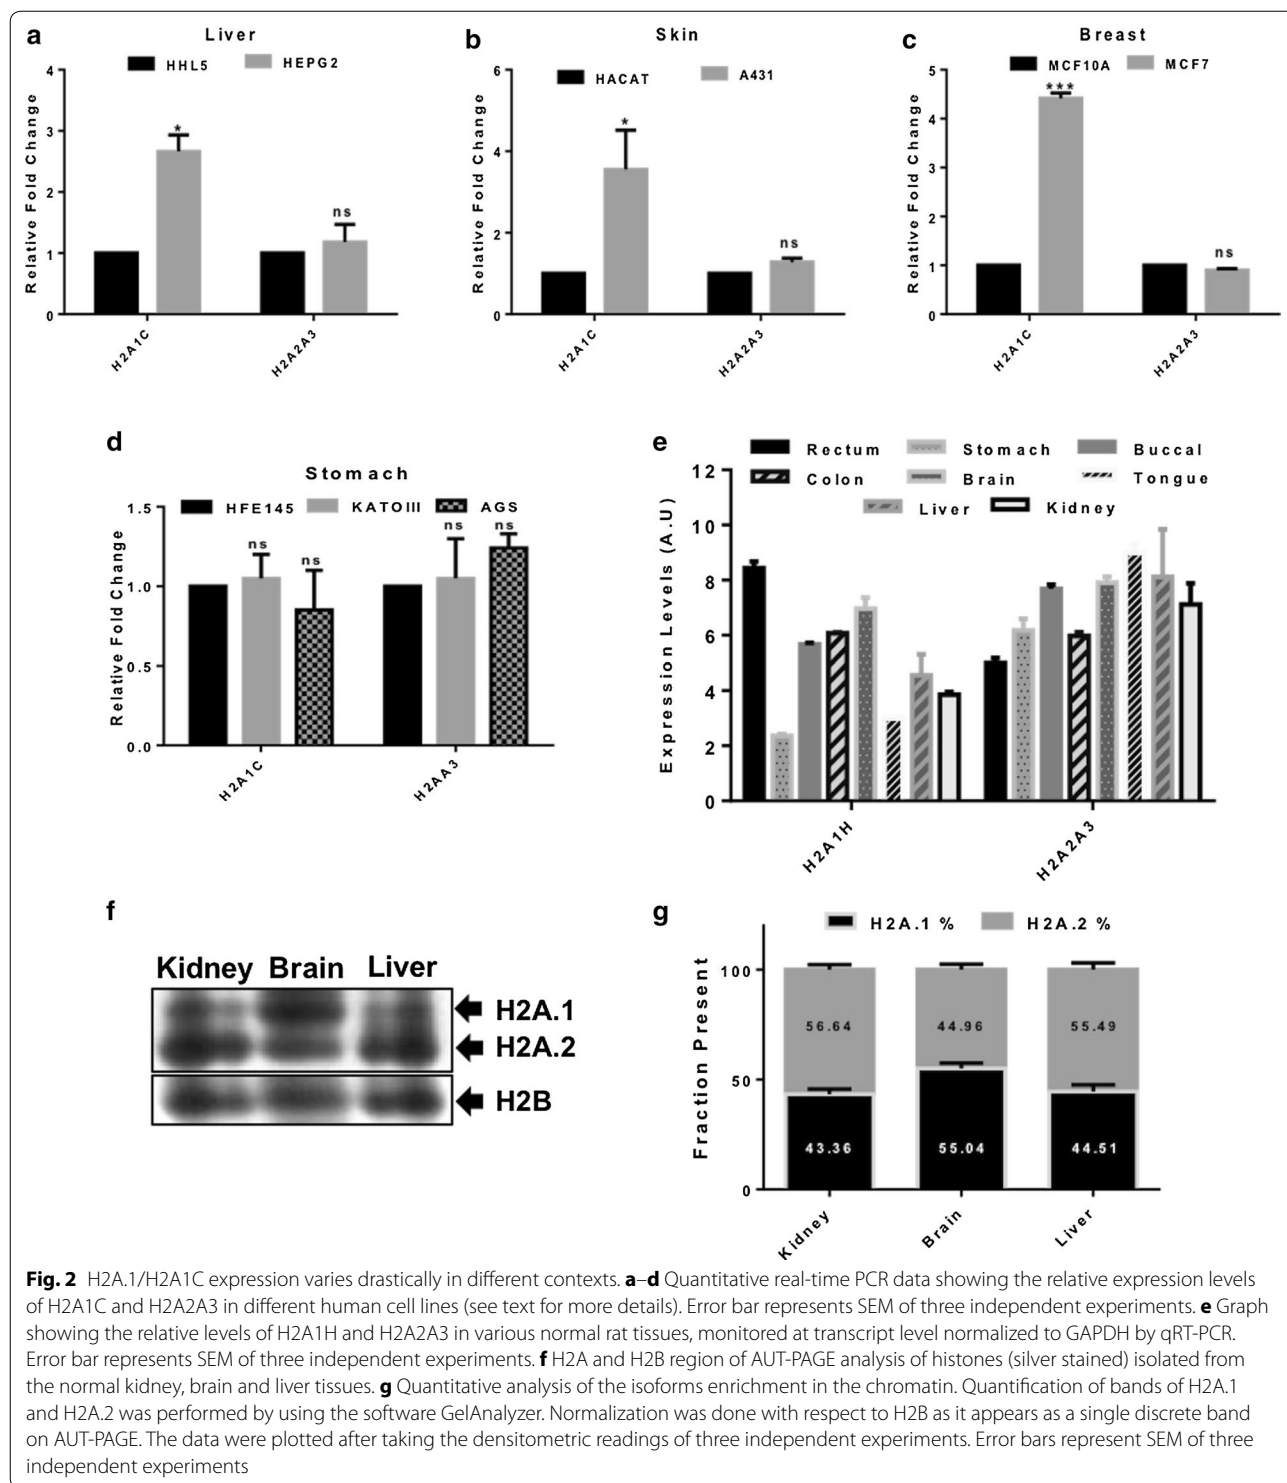 a
Liver
HHL5
HEPG2
Relative Fold Change
4
3
2
1
0
*
ns
H2A1C
H2A2A3
b
Skin
HACAT
A431
Relative Fold Change
6
4
2
0
*
ns
H2A1C
H2A2A3
c
Breast
MCF10A
MCF7
Relative Fold Change
5
4
3
2
1
0
***
ns
H2A1C
H2A2A3
d
Stomach
HFE145
KATOIII
AGS
Relative Fold Change
1.5
1.0
0.5
0.0
ns
ns
ns
ns
H2A1C
H2AA3
e
Rectum
Stomach
Buccal
Colon
Brain
Tongue
Liver
Kidney
Expression Levels (A.U)
12
10
8
6
4
2
0
H2A1H
H2A2A3
f
Kidney Brain Liver
H2A.1
H2A.2
H2B
g
H2A.1 %
H2A.2 %
Fraction Present
100
50
0
56.64
44.96
55.49
43.36
55.04
44.51
Kidney
Brain
Liver
Fig. 2 H2A.1/H2A1C expression varies drastically in different contexts. a–d Quantitative real-time PCR data showing the relative expression levels
of H2A1C and H2A2A3 in different human cell lines (see text for more details). Error bar represents SEM of three independent experiments. e Graph
showing the relative levels of H2A1H and H2A2A3 in various normal rat tissues, monitored at transcript level normalized to GAPDH by qRT-PCR.
Error bar represents SEM of three independent experiments. f H2A and H2B region of AUT-PAGE analysis of histones (silver stained) isolated from
the normal kidney, brain and liver tissues. g Quantitative analysis of the isoforms enrichment in the chromatin. Quantification of bands of H2A.1
and H2A.2 was performed by using the software GelAnalyzer. Normalization was done with respect to H2B as it appears as a single discrete band
on AUT-PAGE. The data were plotted after taking the densitometric readings of three independent experiments. Error bars represent SEM of three
independent experiments